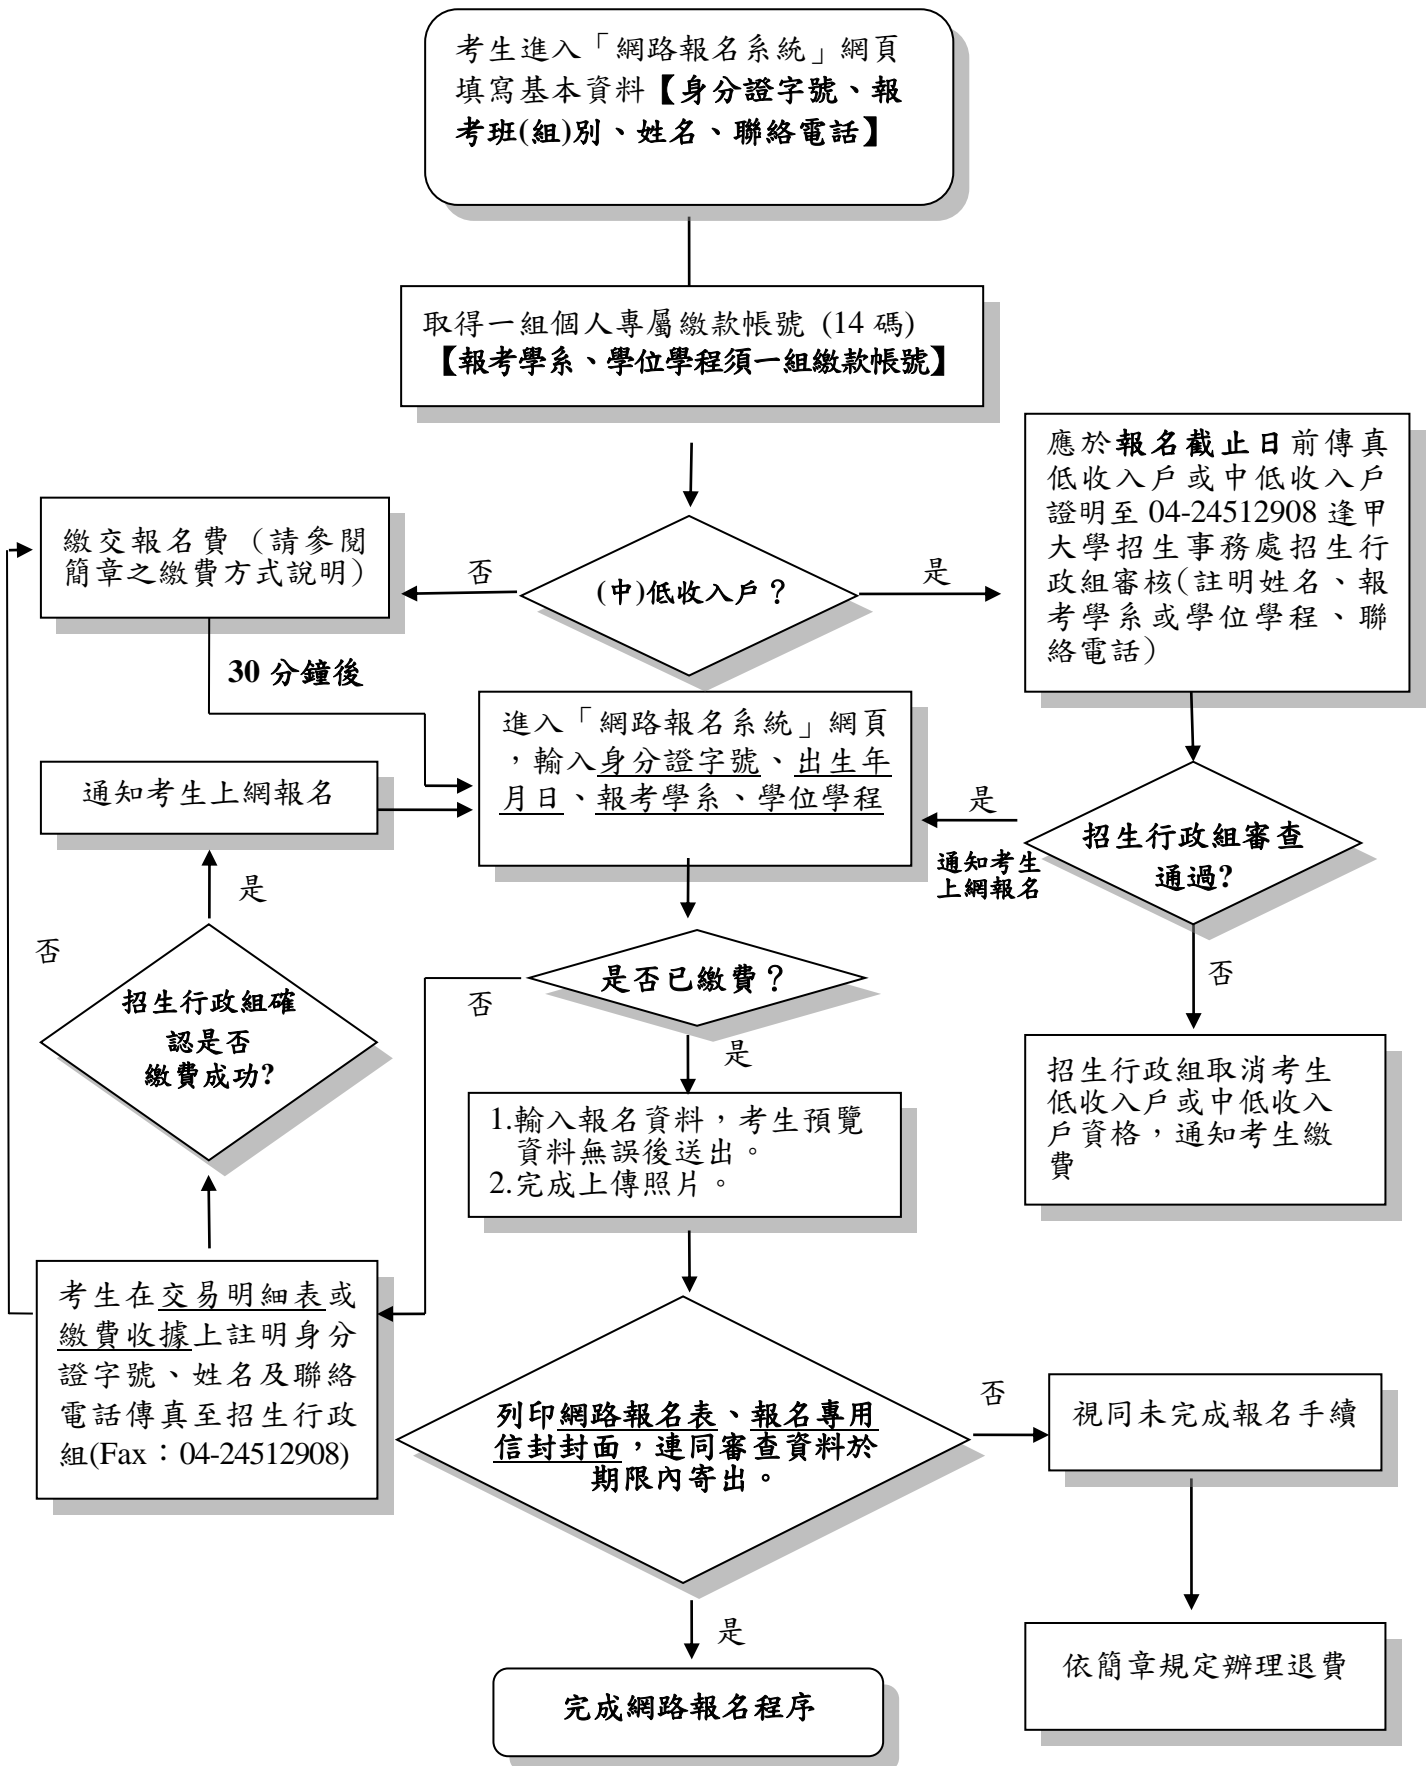 考生進入「網路報名系統」網頁
填寫基本資料【身分證字號、報
考班(組)別、姓名、聯絡電話】
取得一組個人專屬繳款帳號 (14 碼)
【報考學系、學位學程須一組繳款帳號】
應於報名截止日前傳真
低收入戶或中低收入戶
證明至 04-24512908 逢甲
大學招生事務處招生行
政組審核(註明姓名、報
考學系或學位學程、聯
絡電話)
繳交報名費（請參閱
簡章之繳費方式說明）
否
(中)低收入戶？
是
30 分鐘後
進入「網路報名系統」網頁
，輸入身分證字號、出生年
月日、報考學系、學位學程
通知考生上網報名
是
通知考生
上網報名
招生行政組審查
通過?
是
否
招生行政組確
認是否
繳費成功?
否
是否已繳費？
是
否
招生行政組取消考生
低收入戶或中低收入
戶資格，通知考生繳
費
1.輸入報名資料，考生預覽
資料無誤後送出。
2.完成上傳照片。
考生在交易明細表或
繳費收據上註明身分
證字號、姓名及聯絡
電話傳真至招生行政
組(Fax：04-24512908)
列印網路報名表、報名專用
信封封面，連同審查資料於
期限內寄出。
否
視同未完成報名手續
是
依簡章規定辦理退費
完成網路報名程序